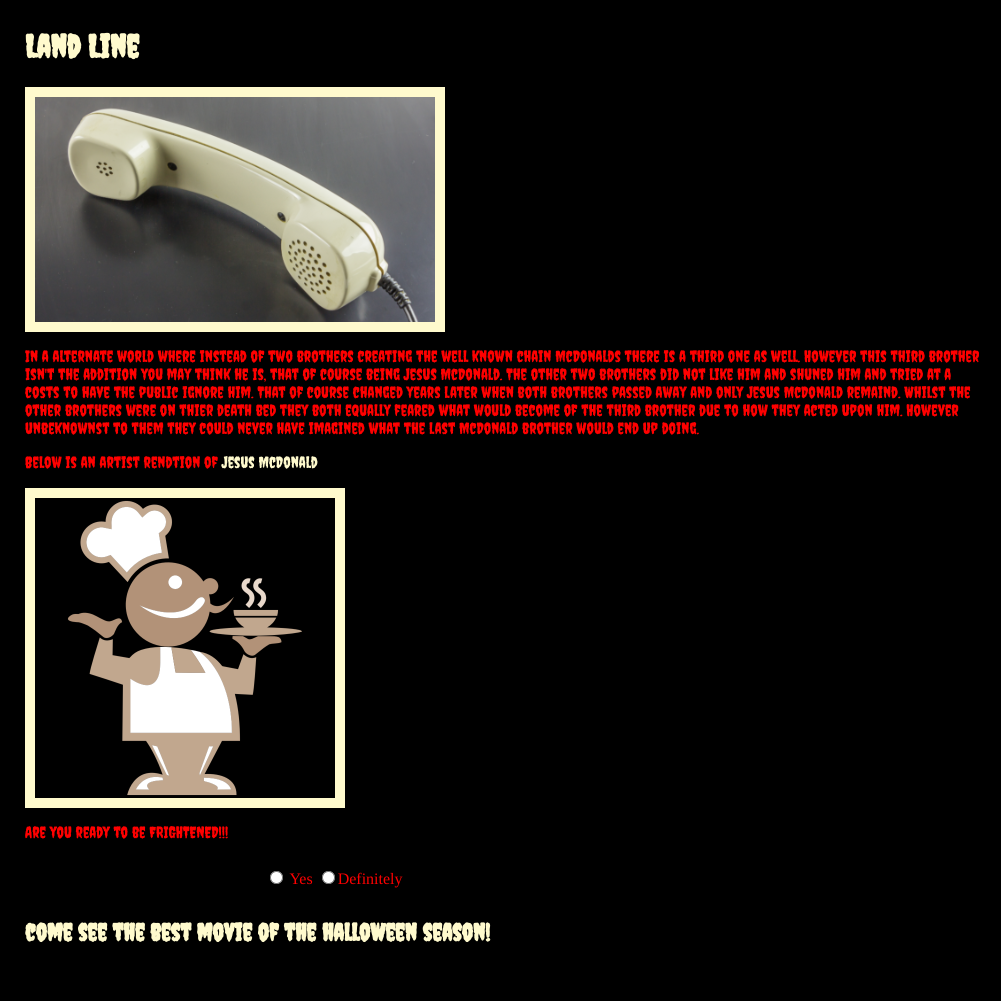 LAND LINE
IN A ALTERNATE WORLD WHERE INSTEAD OF TWO BROTHERS CREATING THE WELL KNOWN CHAIN MCDONALDS THERE IS A THIRD ONE AS WELL. HOWEVER THIS THIRD BROTHER
ISN'T THE ADDITION YOU MAY THINK HE IS, THAT OF COURSE BEING JESUS MCDONALD. THE OTHER TWO BROTHERS DID NOT LIKE HIM AND SHUNED HIM AND TRIED AT A
COSTS TO HAVE THE PUBLIC IGNORE HIM. THAT OF COURSE CHANGED YEARS LATER WHEN BOTH BROTHERS PASSED AWAY AND ONLY JESUS MCDONALD REMAIND. WHILST THE
OTHER BROTHERS WERE ON THIER DEATH BED THEY BOTH EQUALLY FEARED WHAT WOULD BECOME OF THE THIRD BROTHER DUE TO HOW THEY ACTED UPON HIM. HOWEVER
UNBEKNOWNST TO THEM THEY COULD NEVER HAVE IMAGINED WHAT THE LAST MCDONALD BROTHER WOULD END UP DOING.
BELOW IS AN ARTIST RENDTION OF JESUS MCDONALD
ARE YOU READY TO BE FRIGHTENED!!!
Yes Definitely
COME SEE THE BEST MOVIE OF THE HALLOWEEN SEASON!